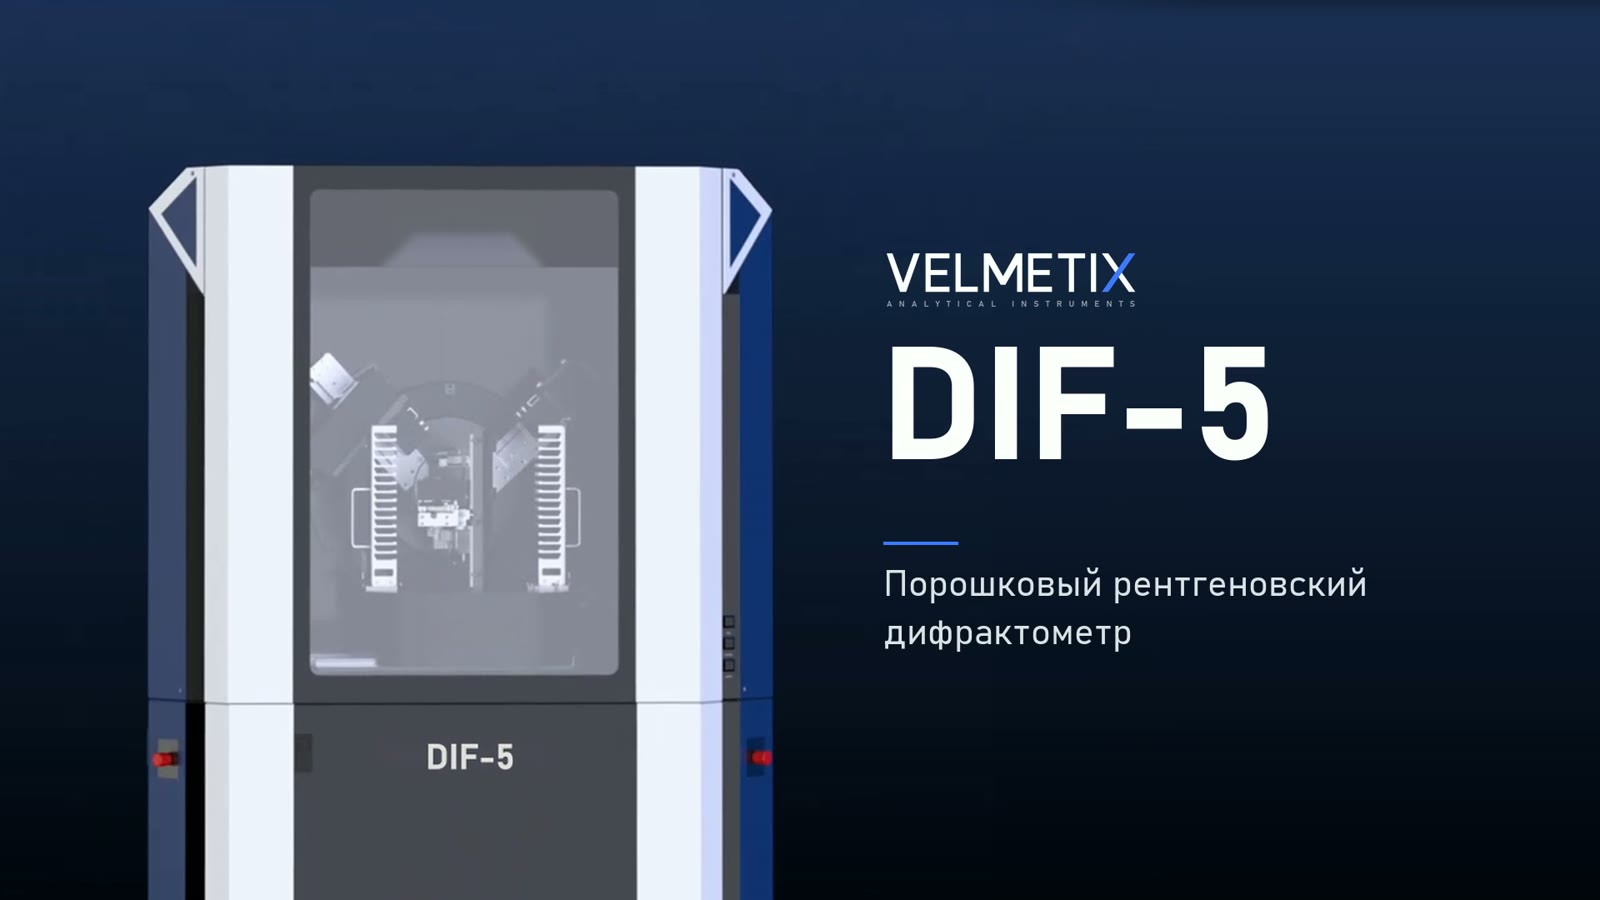 VELMETIX
ANALYTICAL INSTRUMENTS
DIF-5
Порошковый рентгеновский
дифрактометр
DIF-5